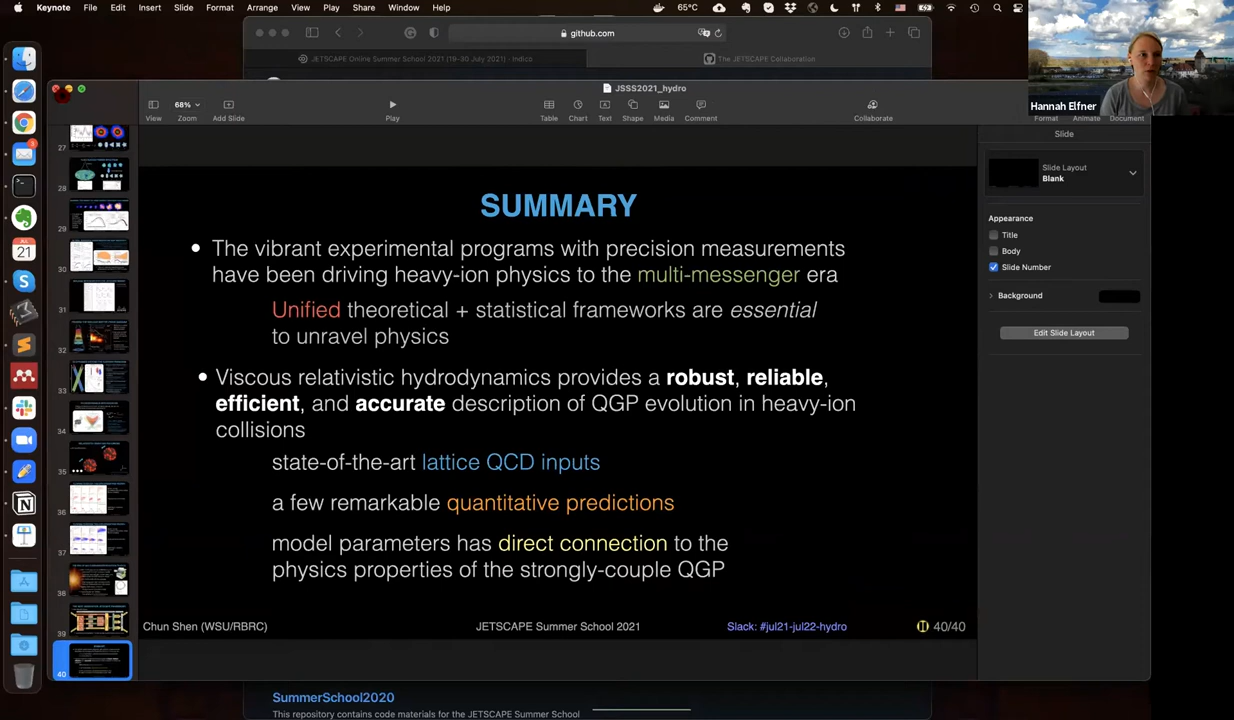 Keynote File Edit Insert Slide Format Arrange View Play Share Window Help
65°C
github.com
JETSCAPE Online Summer School 2021 (19-30 July 2021) · Indico
The JETSCAPE Collaboration
Hannah Elfner
JSSS2021_hydro
68%
View Zoom Add Slide Play Table Chart Text Shape Media Comment Collaborate Format Animate Document
Slide
Slide Layout
Blank
Appearance
Title
Body
Slide Number
Background
Edit Slide Layout
27
28
29
30
31
32
33
34
35
36
37
38
39
40
JUL
21
3
SUMMARY
• The vibrant experimental programs with precision measurements
have been driving heavy-ion physics to the multi-messenger era
Unified theoretical + statistical frameworks are essential
to unravel physics
• Viscous relativistic hydrodynamics provides a robust, reliable,
efficient, and accurate description of QGP evolution in heavy-ion
collisions
state-of-the-art lattice QCD inputs
a few remarkable quantitative predictions
model parameters has direct connection to the
physics properties of the strongly-couple QGP
Chun Shen (WSU/RBRC) JETSCAPE Summer School 2021 Slack: #jul21-jul22-hydro 40/40
SummerSchool2020
This repository contains code materials for the JETSCAPE Summer School